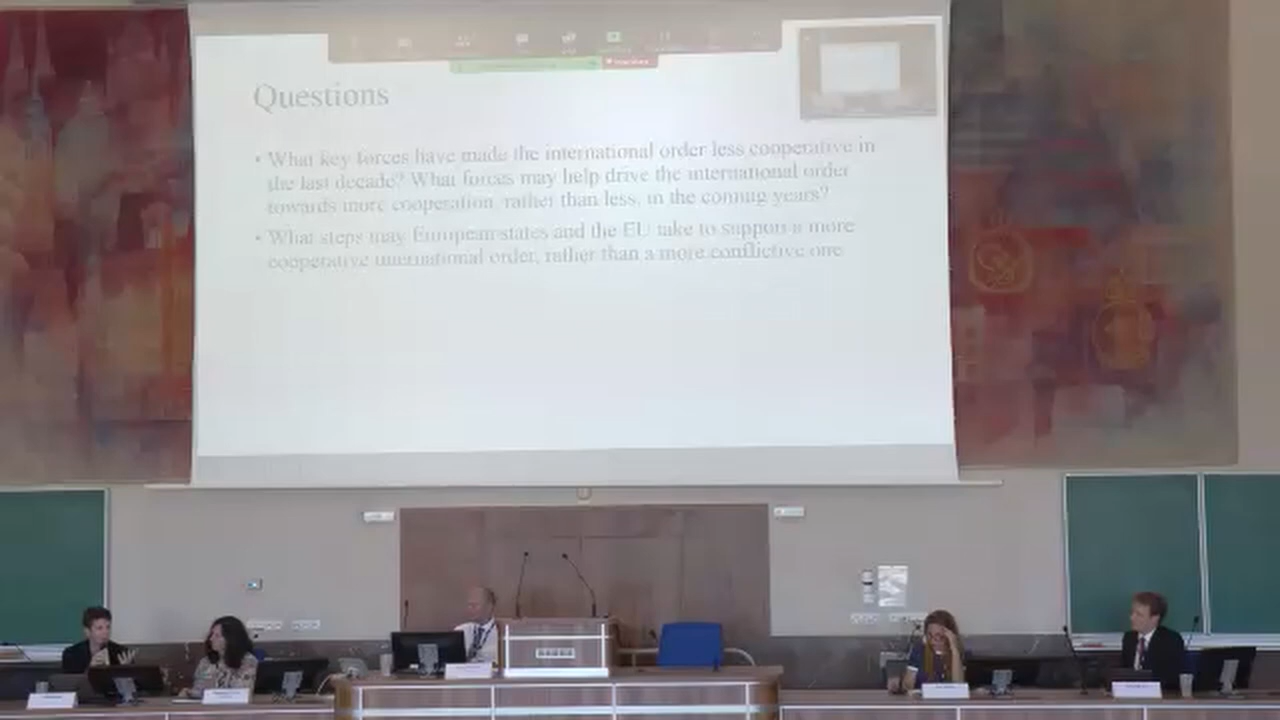 Questions
• What key forces have made the international order less cooperative in
the last decade? What forces may help drive the international order
towards more cooperation, rather than less, in the coming years?
• What steps may European states and the EU take to support a more
cooperative international order, rather than a more conflictive one